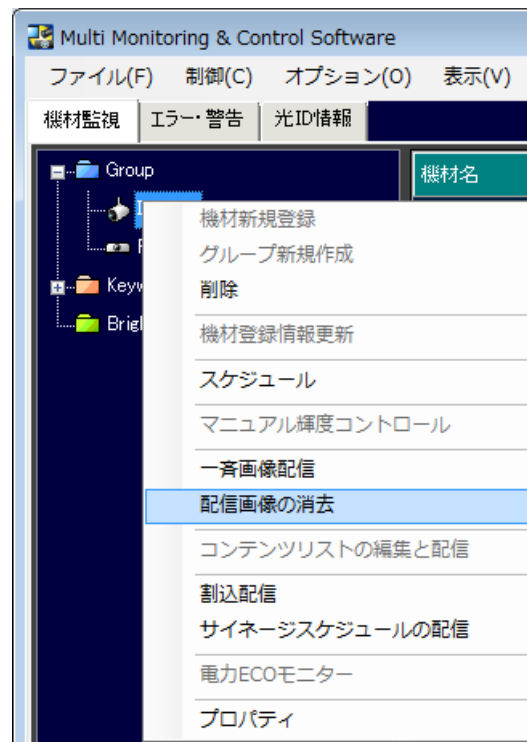 Multi Monitoring & Control Software
ファイル(F) 制御(C) オプション(O) 表示(V)
機材監視 エラー・警告 光ID情報
Group
機材名
機材新規登録
グループ新規作成
削除
機材登録情報更新
スケジュール
マニュアル輝度コントロール
一斉画像配信
配信画像の消去
コンテンツリストの編集と配信
割込配信
サイネージスケジュールの配信
電力ECOモニター
プロパティ